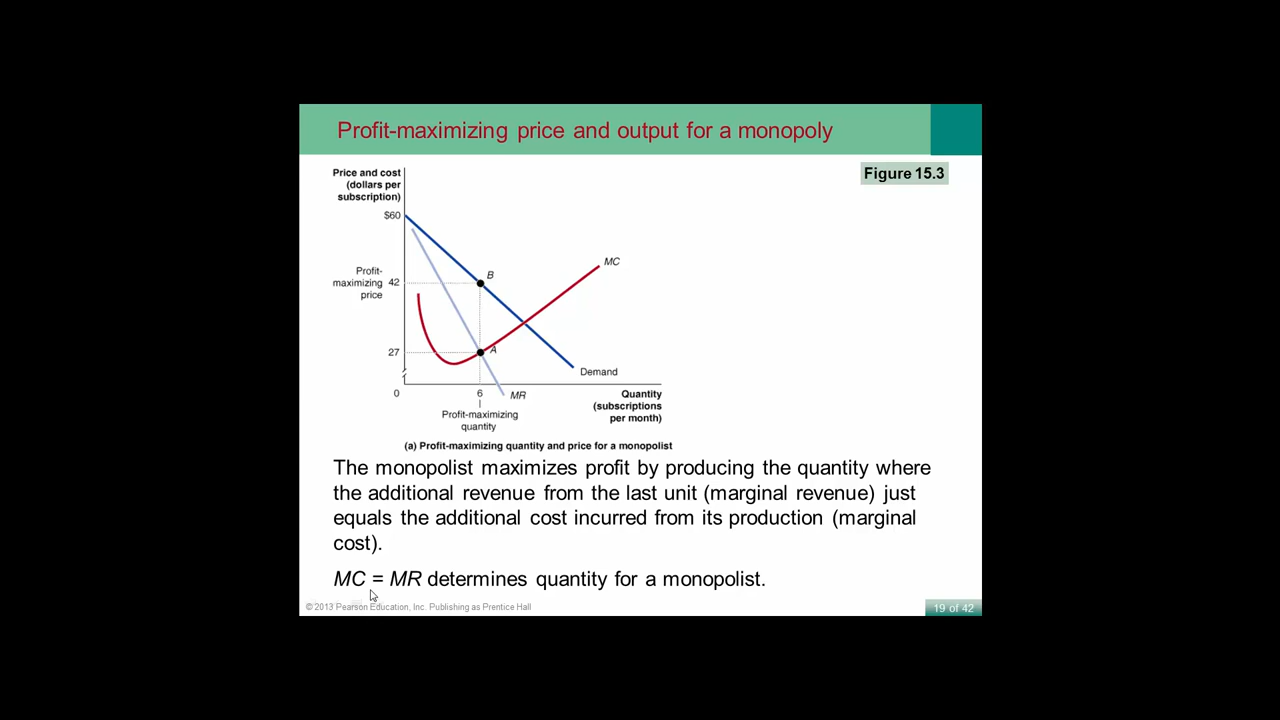 Profit-maximizing price and output for a monopoly
Figure 15.3
Price and cost
(dollars per
subscription)
$60
Profit-
maximizing
price
42
27
0
6
B
A
MC
Demand
MR
Quantity
(subscriptions
per month)
Profit-maximizing
quantity
(a) Profit-maximizing quantity and price for a monopolist
The monopolist maximizes profit by producing the quantity where
the additional revenue from the last unit (marginal revenue) just
equals the additional cost incurred from its production (marginal
cost).
MC = MR determines quantity for a monopolist.
© 2013 Pearson Education, Inc. Publishing as Prentice Hall
19 of 42